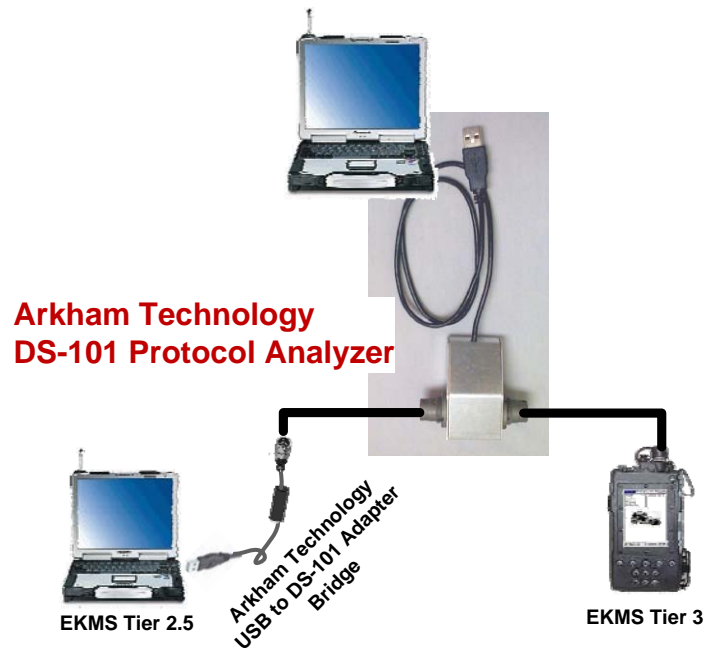 Arkham Technology
DS-101 Protocol Analyzer
Arkham Technology
USB to DS-101 Adapter
Bridge
EKMS Tier 2.5
EKMS Tier 3